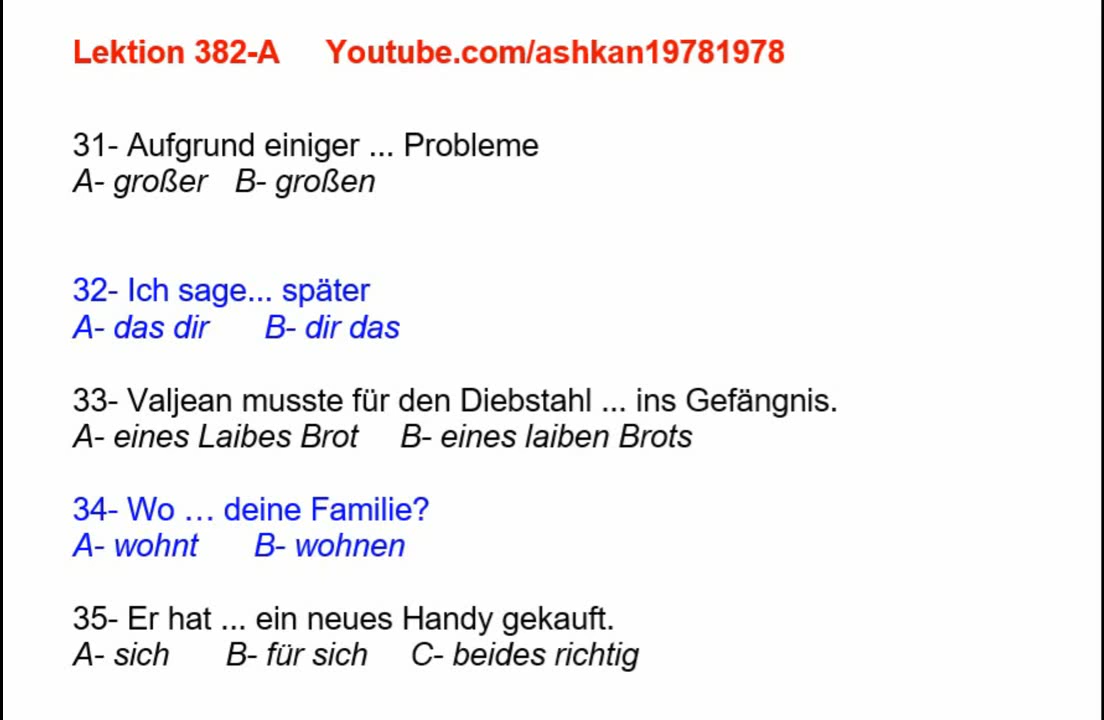 Lektion 382-A Youtube.com/ashkan19781978
31- Aufgrund einiger ... Probleme
A- großer B- großen
32- Ich sage... später
A- das dir B- dir das
33- Valjean musste für den Diebstahl ... ins Gefängnis.
A- eines Laibes Brot B- eines laiben Brots
34- Wo … deine Familie?
A- wohnt B- wohnen
35- Er hat ... ein neues Handy gekauft.
A- sich B- für sich C- beides richtig